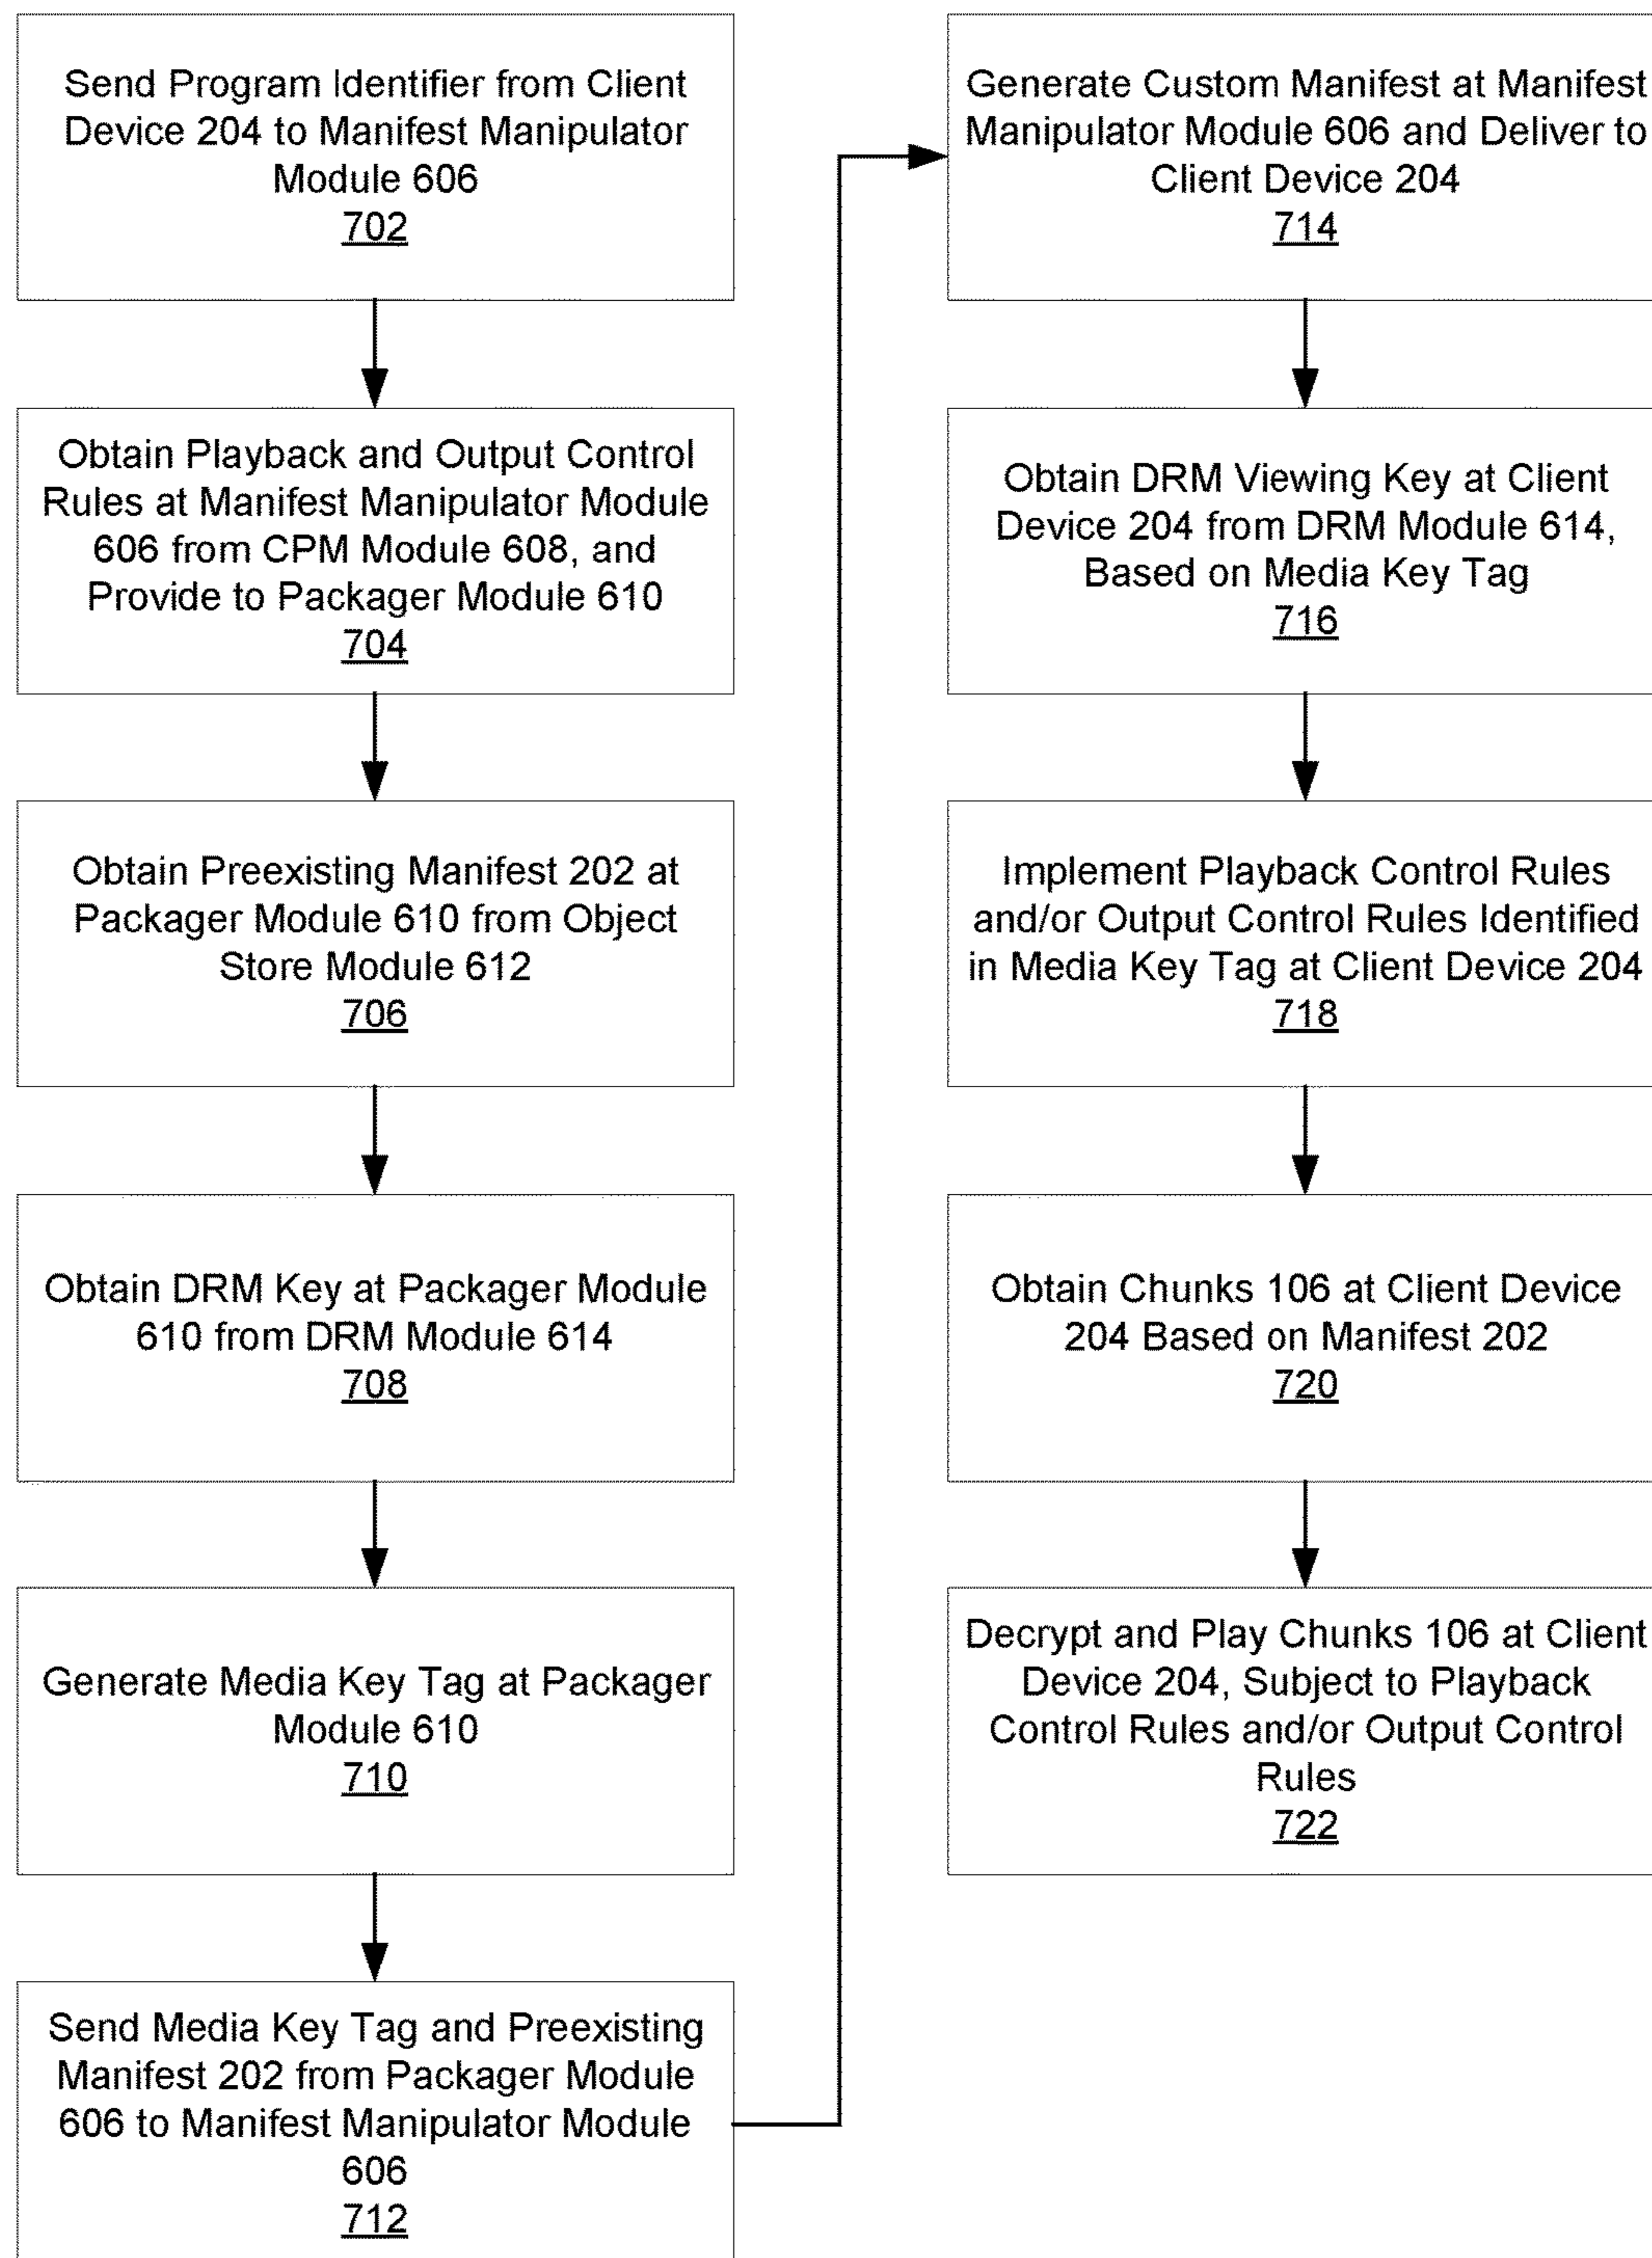 Send Program Identifier from Client
Device 204 to Manifest Manipulator
Module 606
702
Obtain Playback and Output Control
Rules at Manifest Manipulator Module
606 from CPM Module 608, and
Provide to Packager Module 610
704
Obtain Preexisting Manifest 202 at
Packager Module 610 from Object
Store Module 612
706
Obtain DRM Key at Packager Module
610 from DRM Module 614
708
Generate Media Key Tag at Packager
Module 610
710
Send Media Key Tag and Preexisting
Manifest 202 from Packager Module
606 to Manifest Manipulator Module
606
712
Generate Custom Manifest at Manifest
Manipulator Module 606 and Deliver to
Client Device 204
714
Obtain DRM Viewing Key at Client
Device 204 from DRM Module 614,
Based on Media Key Tag
716
Implement Playback Control Rules
and/or Output Control Rules Identified
in Media Key Tag at Client Device 204
718
Obtain Chunks 106 at Client Device
204 Based on Manifest 202
720
Decrypt and Play Chunks 106 at Client
Device 204, Subject to Playback
Control Rules and/or Output Control
Rules
722